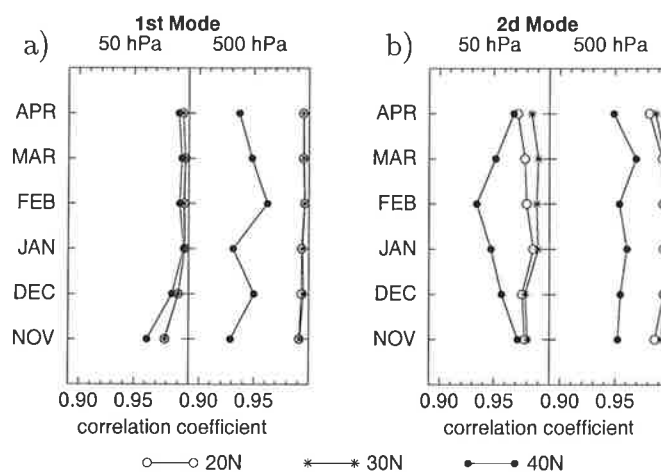 a) 1st Mode
50 hPa 500 hPa
APR
MAR
FEB
JAN
DEC
NOV
0.90 0.95 0.90 0.95
correlation coefficient
b) 2d Mode
50 hPa 500 hPa
APR
MAR
FEB
JAN
DEC
NOV
0.90 0.95 0.90 0.95
correlation coefficient
20N 30N 40N